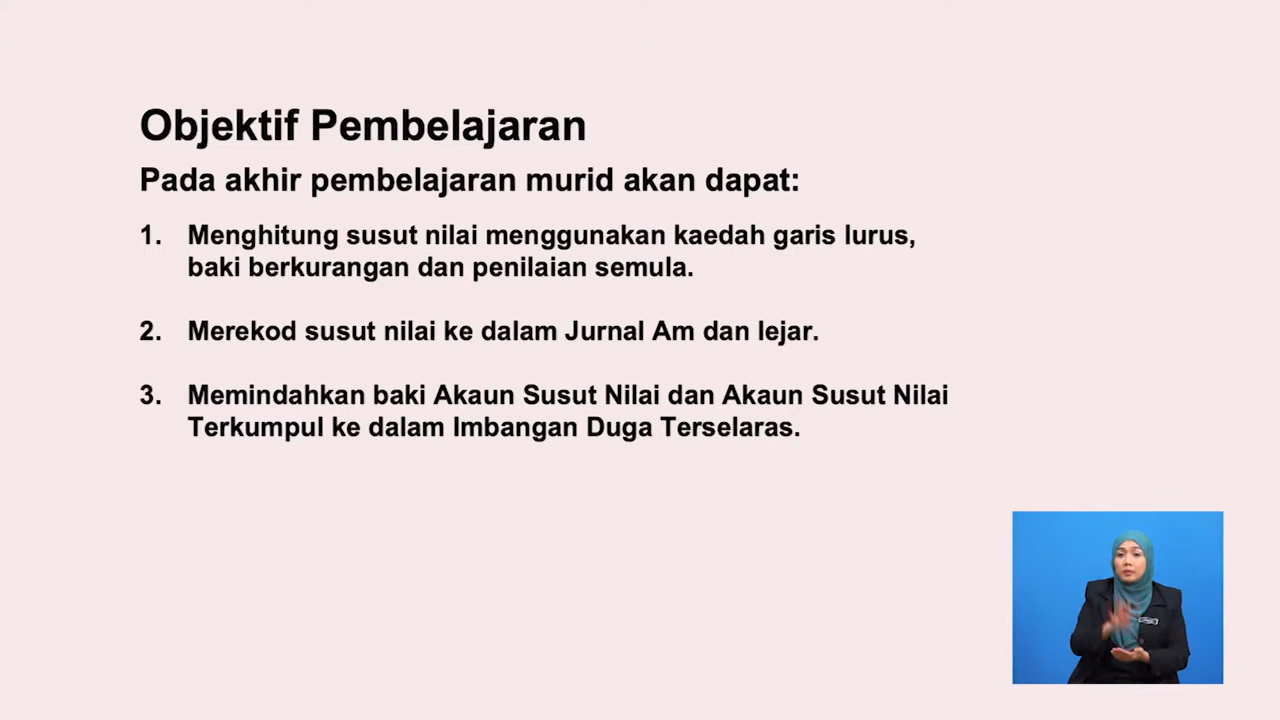 Objektif Pembelajaran
Pada akhir pembelajaran murid akan dapat:
1. Menghitung susut nilai menggunakan kaedah garis lurus,
baki berkurangan dan penilaian semula.
2. Merekod susut nilai ke dalam Jurnal Am dan lejar.
3. Memindahkan baki Akaun Susut Nilai dan Akaun Susut Nilai
Terkumpul ke dalam Imbangan Duga Terselaras.